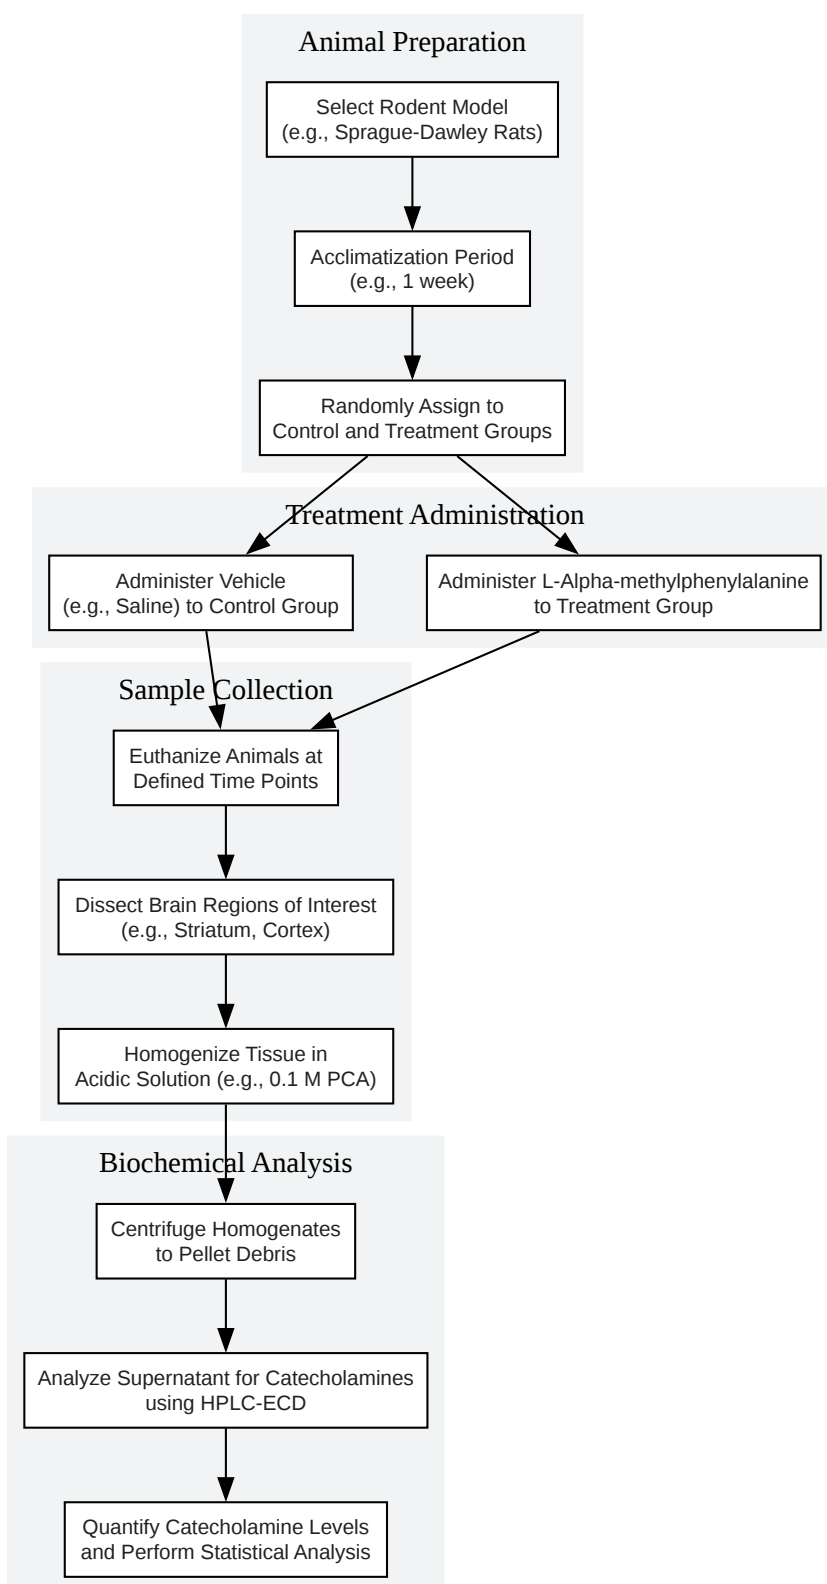 Animal Preparation
Select Rodent Model
(e.g., Sprague-Dawley Rats)
Acclimatization Period
(e.g., 1 week)
Randomly Assign to
Control and Treatment Groups
Treatment Administration
Administer Vehicle
(e.g., Saline) to Control Group
Administer L-Alpha-methylphenylalanine
to Treatment Group
Sample Collection
Euthanize Animals at
Defined Time Points
Dissect Brain Regions of Interest
(e.g., Striatum, Cortex)
Homogenize Tissue in
Acidic Solution (e.g., 0.1 M PCA)
Biochemical Analysis
Centrifuge Homogenates
to Pellet Debris
Analyze Supernatant for Catecholamines
using HPLC-ECD
Quantify Catecholamine Levels
and Perform Statistical Analysis